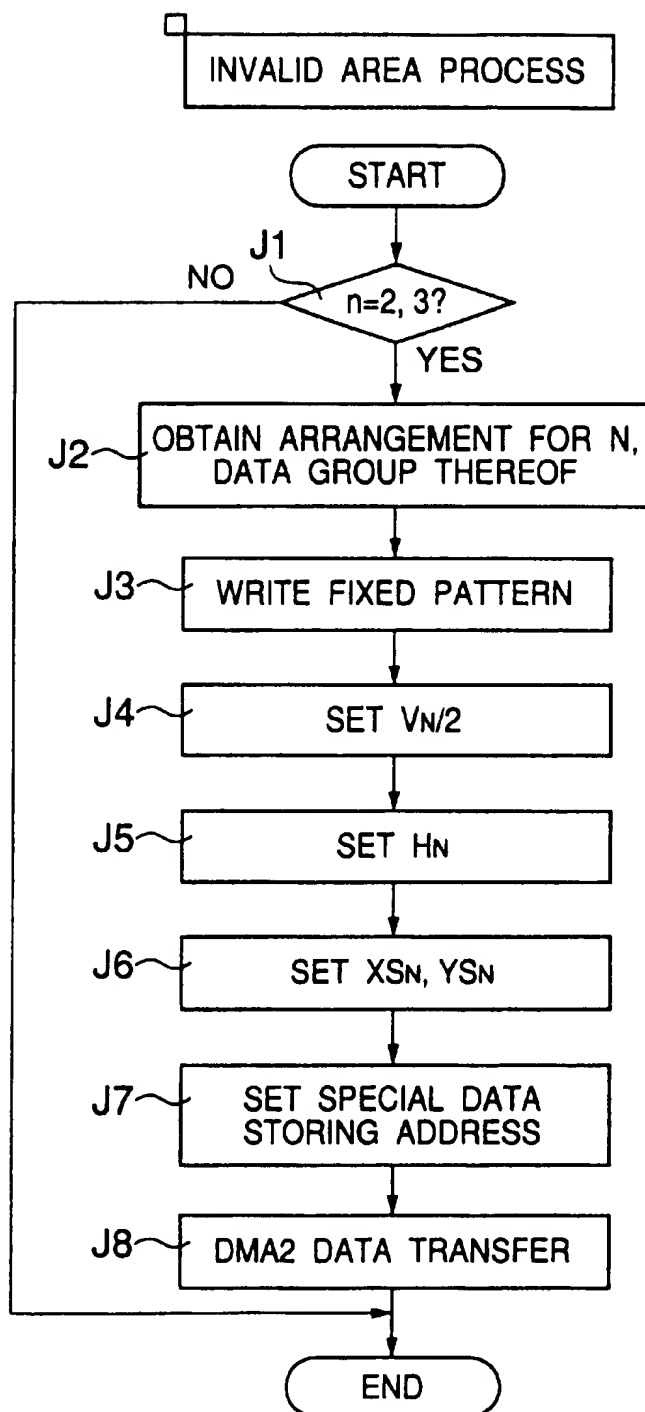 INVALID AREA PROCESS
START
J1
NO
n=2, 3?
YES
J2
OBTAIN ARRANGEMENT FOR N,
DATA GROUP THEREOF
J3
WRITE FIXED PATTERN
J4
SET VN/2
J5
SET HN
J6
SET XSN, YSN
J7
SET SPECIAL DATA
STORING ADDRESS
J8
DMA2 DATA TRANSFER
END